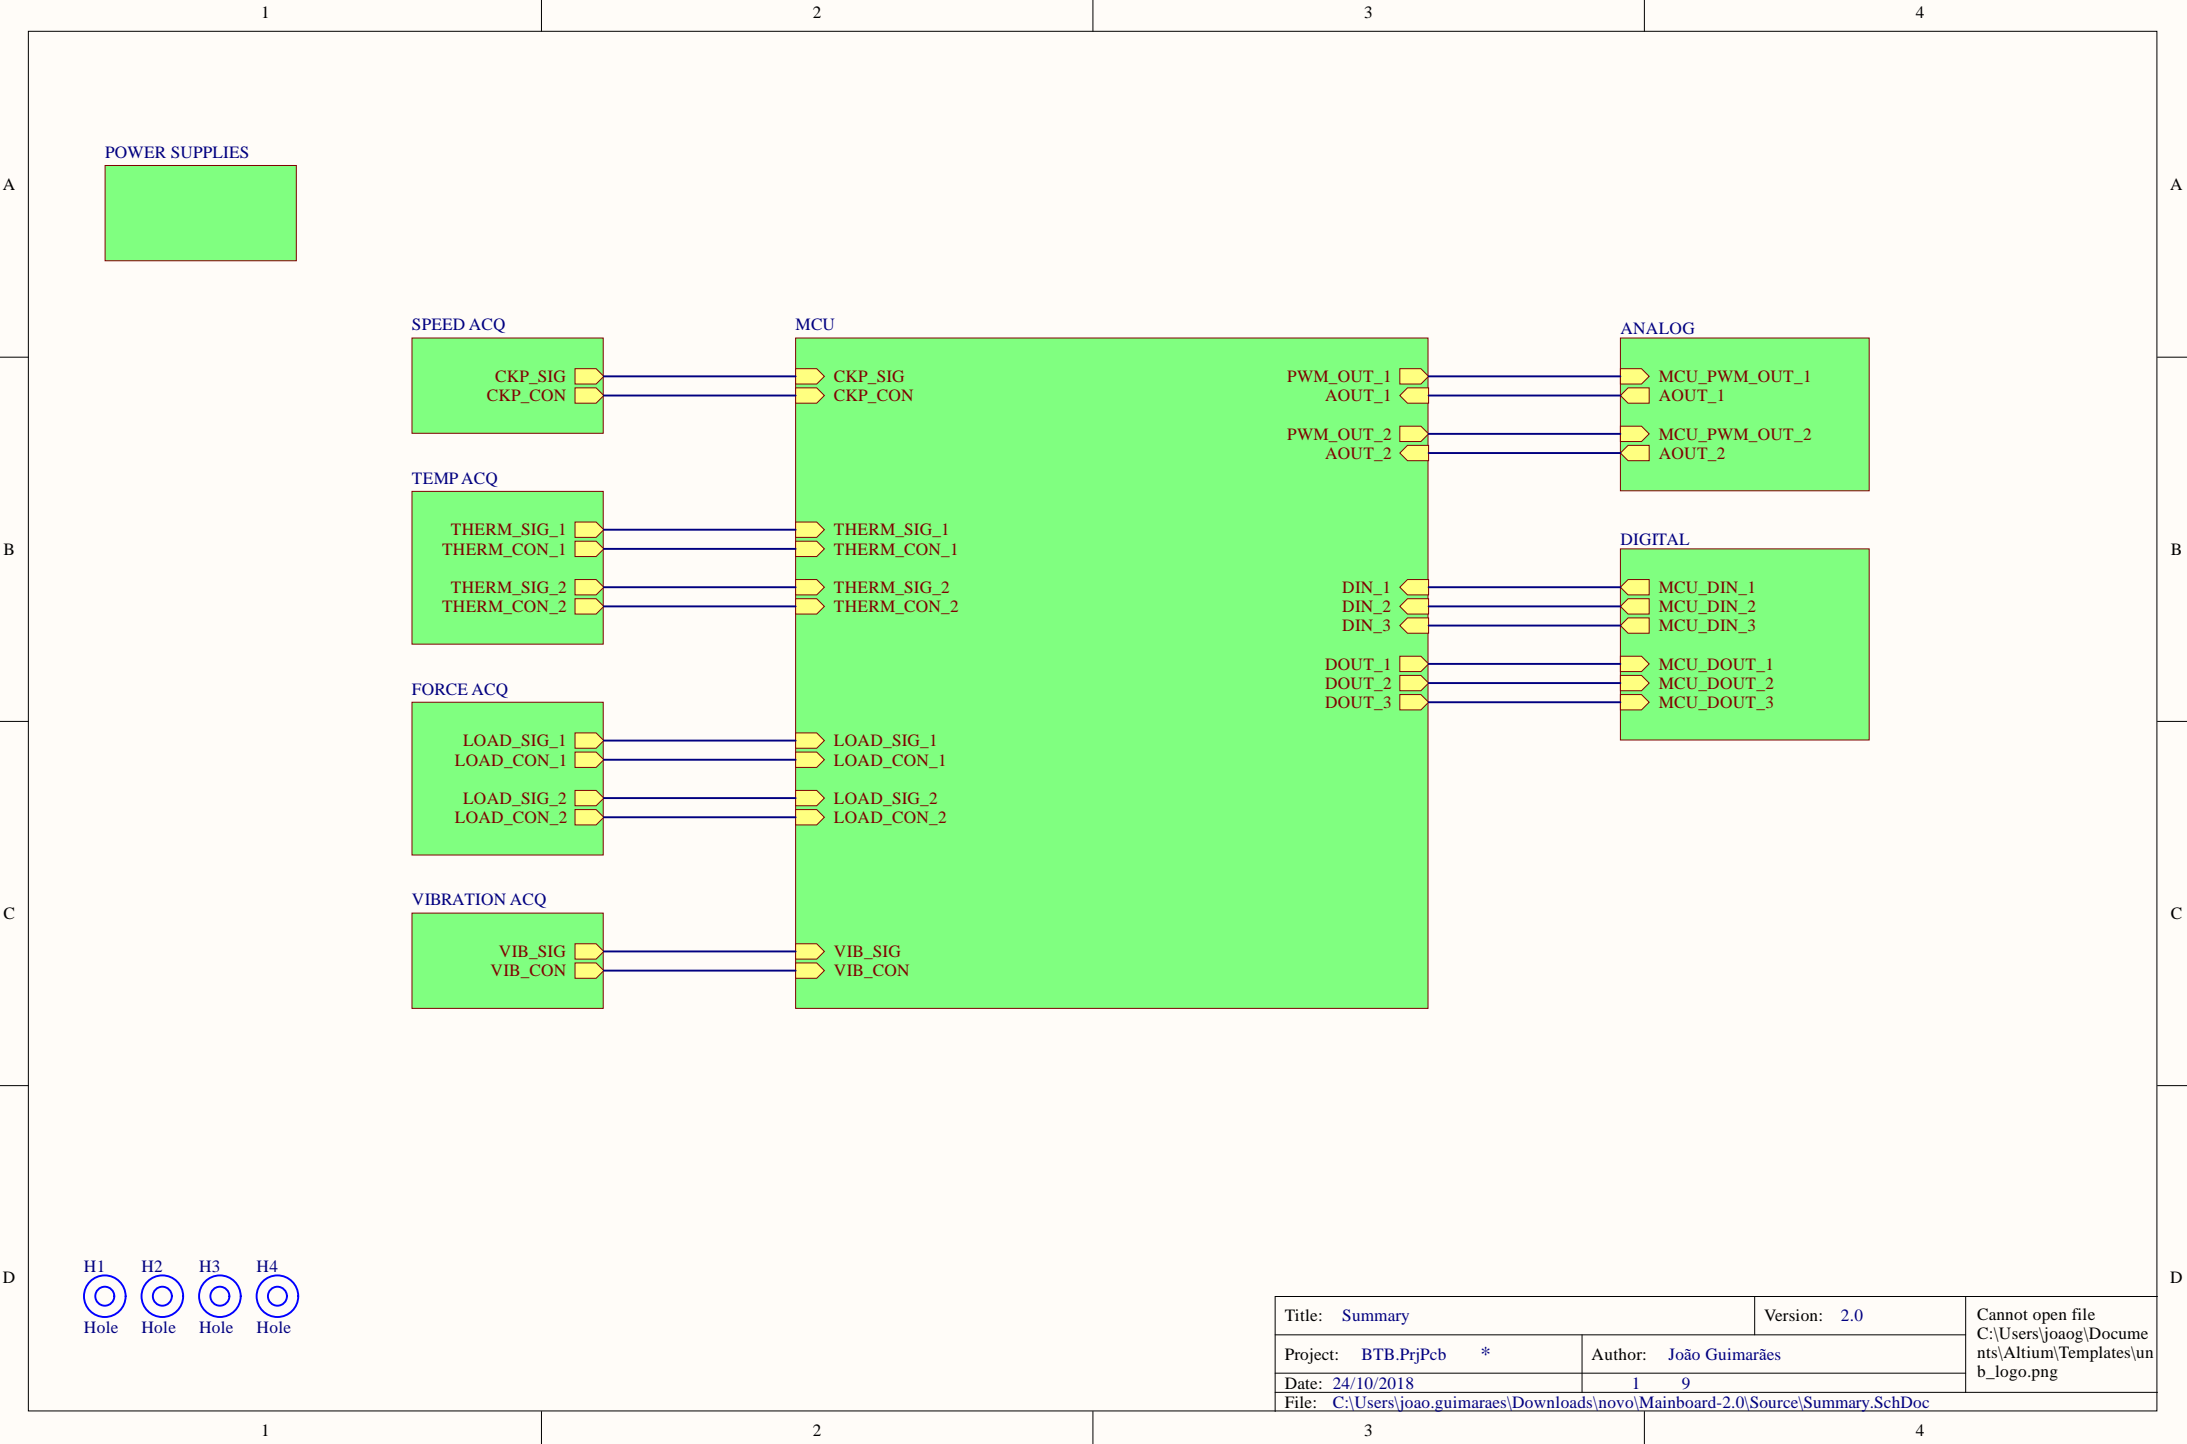 1 2 3 4
A A
POWER SUPPLIES
SPEED ACQ
CKP_SIG
CKP_CON
TEMP ACQ
THERM_SIG_1
THERM_CON_1
THERM_SIG_2
THERM_CON_2
FORCE ACQ
LOAD_SIG_1
LOAD_CON_1
LOAD_SIG_2
LOAD_CON_2
VIBRATION ACQ
VIB_SIG
VIB_CON
MCU
CKP_SIG
CKP_CON
THERM_SIG_1
THERM_CON_1
THERM_SIG_2
THERM_CON_2
LOAD_SIG_1
LOAD_CON_1
LOAD_SIG_2
LOAD_CON_2
VIB_SIG
VIB_CON
PWM_OUT_1
AOUT_1
PWM_OUT_2
AOUT_2
DIN_1
DIN_2
DIN_3
DOUT_1
DOUT_2
DOUT_3
ANALOG
MCU_PWM_OUT_1
AOUT_1
MCU_PWM_OUT_2
AOUT_2
DIGITAL
MCU_DIN_1
MCU_DIN_2
MCU_DIN_3
MCU_DOUT_1
MCU_DOUT_2
MCU_DOUT_3
B B
C C
D D
H1 H2 H3 H4
Hole Hole Hole Hole
Title: Summary Version: 2.0
Project: BTB.PrjPcb * Author: João Guimarães
Date: 24/10/2018 1 9
File: C:\Users\joao.guimaraes\Downloads\novo\Mainboard-2.0\Source\Summary.SchDoc
Cannot open file
C:\Users\joaog\Docume
nts\Altium\Templates\un
b_logo.png
1 2 3 4